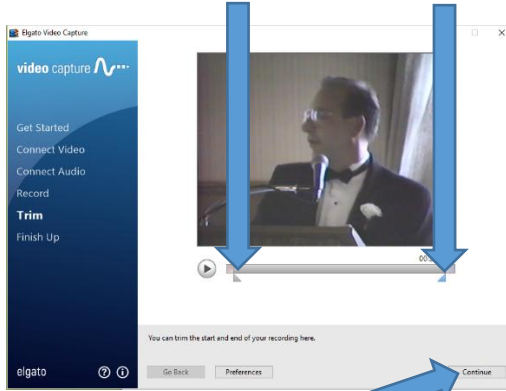 Elgato Video Capture
video capture
Get Started
Connect Video
Connect Audio
Record
Trim
Finish Up
You can trim the start and end of your recording here.
elgato
Go Back
Preferences
Continue